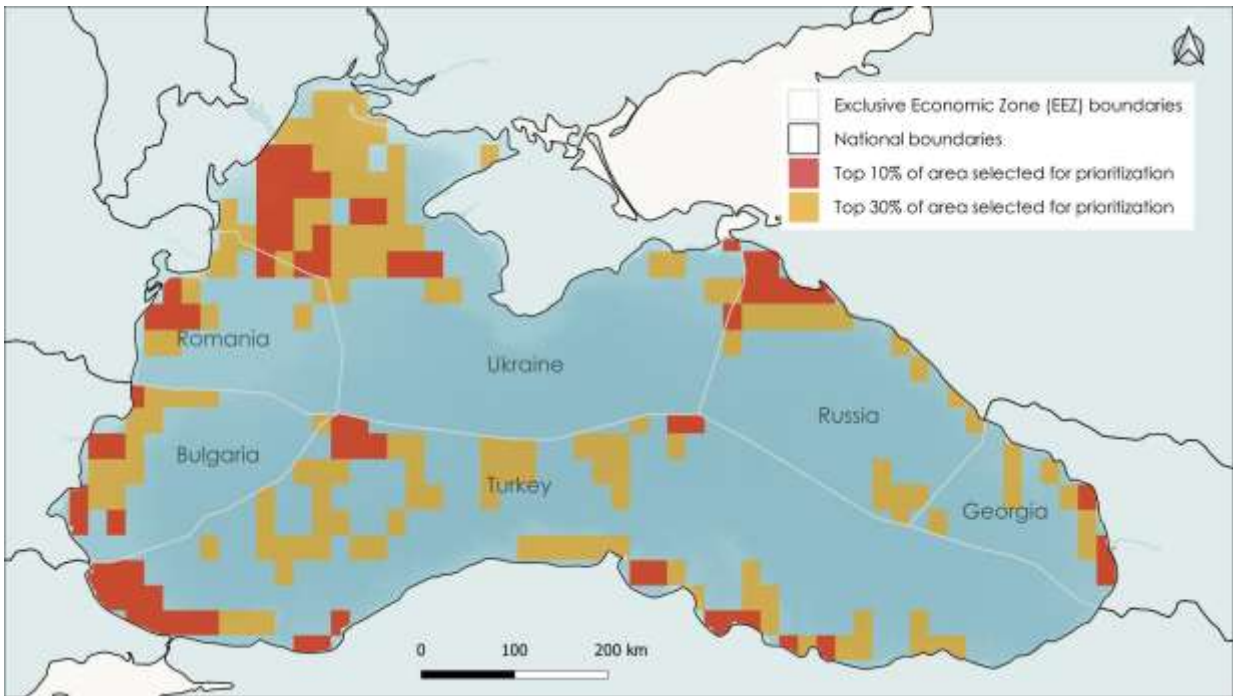 Exclusive Economic Zone (EEZ) boundaries
National boundaries
Top 10% of area selected for prioritization
Top 30% of area selected for prioritization
Romania
Ukraine
Russia
Bulgaria
Turkey
Georgia
0 100 200 km